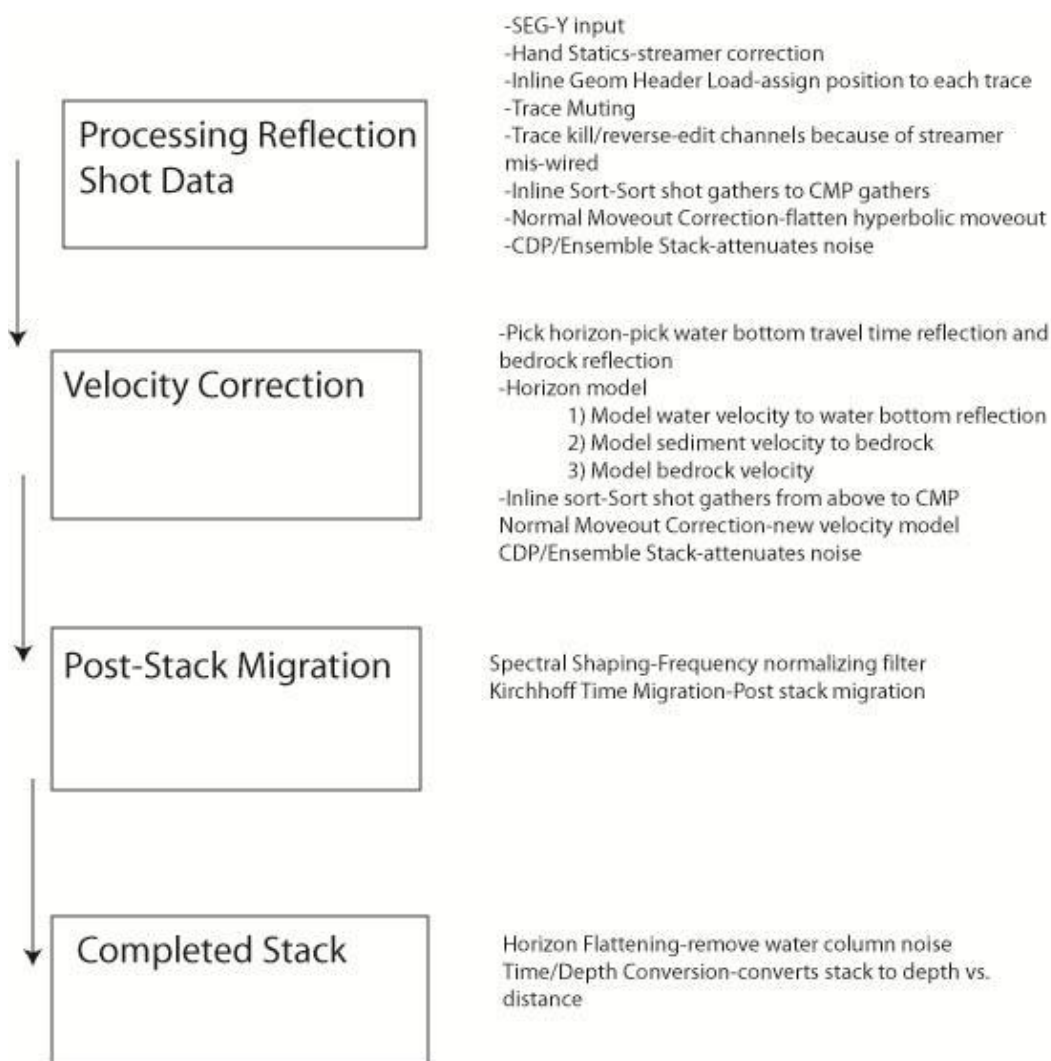 Processing Reflection
Shot Data
-SEG-Y input
-Hand Statics-streamer correction
-Inline Geom Header Load-assign position to each trace
-Trace Muting
-Trace kill/reverse-edit channels because of streamer
mis-wired
-Inline Sort-Sort shot gathers to CMP gathers
-Normal Moveout Correction-flatten hyperbolic moveout
-CDP/Ensemble Stack-attenuates noise
Velocity Correction
-Pick horizon-pick water bottom travel time reflection and
bedrock reflection
-Horizon model
1) Model water velocity to water bottom reflection
2) Model sediment velocity to bedrock
3) Model bedrock velocity
-Inline sort-Sort shot gathers from above to CMP
Normal Moveout Correction-new velocity model
CDP/Ensemble Stack-attenuates noise
Post-Stack Migration
Spectral Shaping-Frequency normalizing filter
Kirchhoff Time Migration-Post stack migration
Completed Stack
Horizon Flattening-remove water column noise
Time/Depth Conversion-converts stack to depth vs.
distance